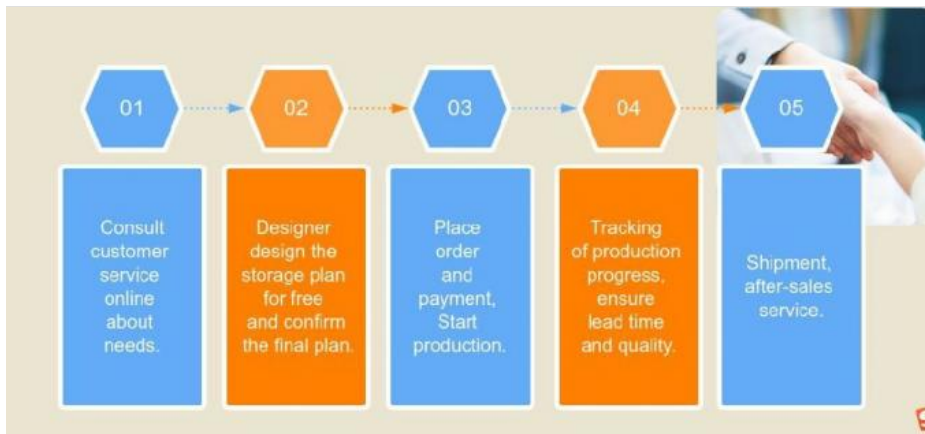 01
02
03
04
05
Consult
customer
service
online
about
needs.
Designer
design the
storage plan
for free
and confirm
the final plan.
Place
order
and
payment,
Start
production.
Tracking
of production
progress,
ensure
lead time
and quality.
Shipment,
after-sales
service.